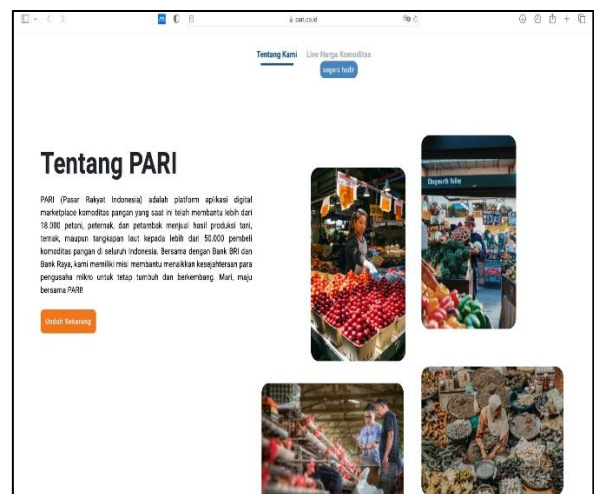 pari.co.id
Tentang Kami Live Harga Komoditas
segera hadir
Tentang PARI
PARI (Pasar Rakyat Indonesia) adalah platform aplikasi digital
marketplace komoditas pangan yang saat ini telah membantu lebih dari
18.000 petani, peternak, dan petambak menjual hasil produksi tani,
ternak, maupun tangkapan laut kepada lebih dari 50.000 pembeli
komoditas pangan di seluruh Indonesia. Bersama dengan Bank BRI dan
Bank Raya, kami memiliki misi membantu menaikkan kesejahteraan para
pengusaha mikro untuk tetap tumbuh dan berkembang. Mari, maju
bersama PARI!
Unduh Sekarang
Chegworth Valley